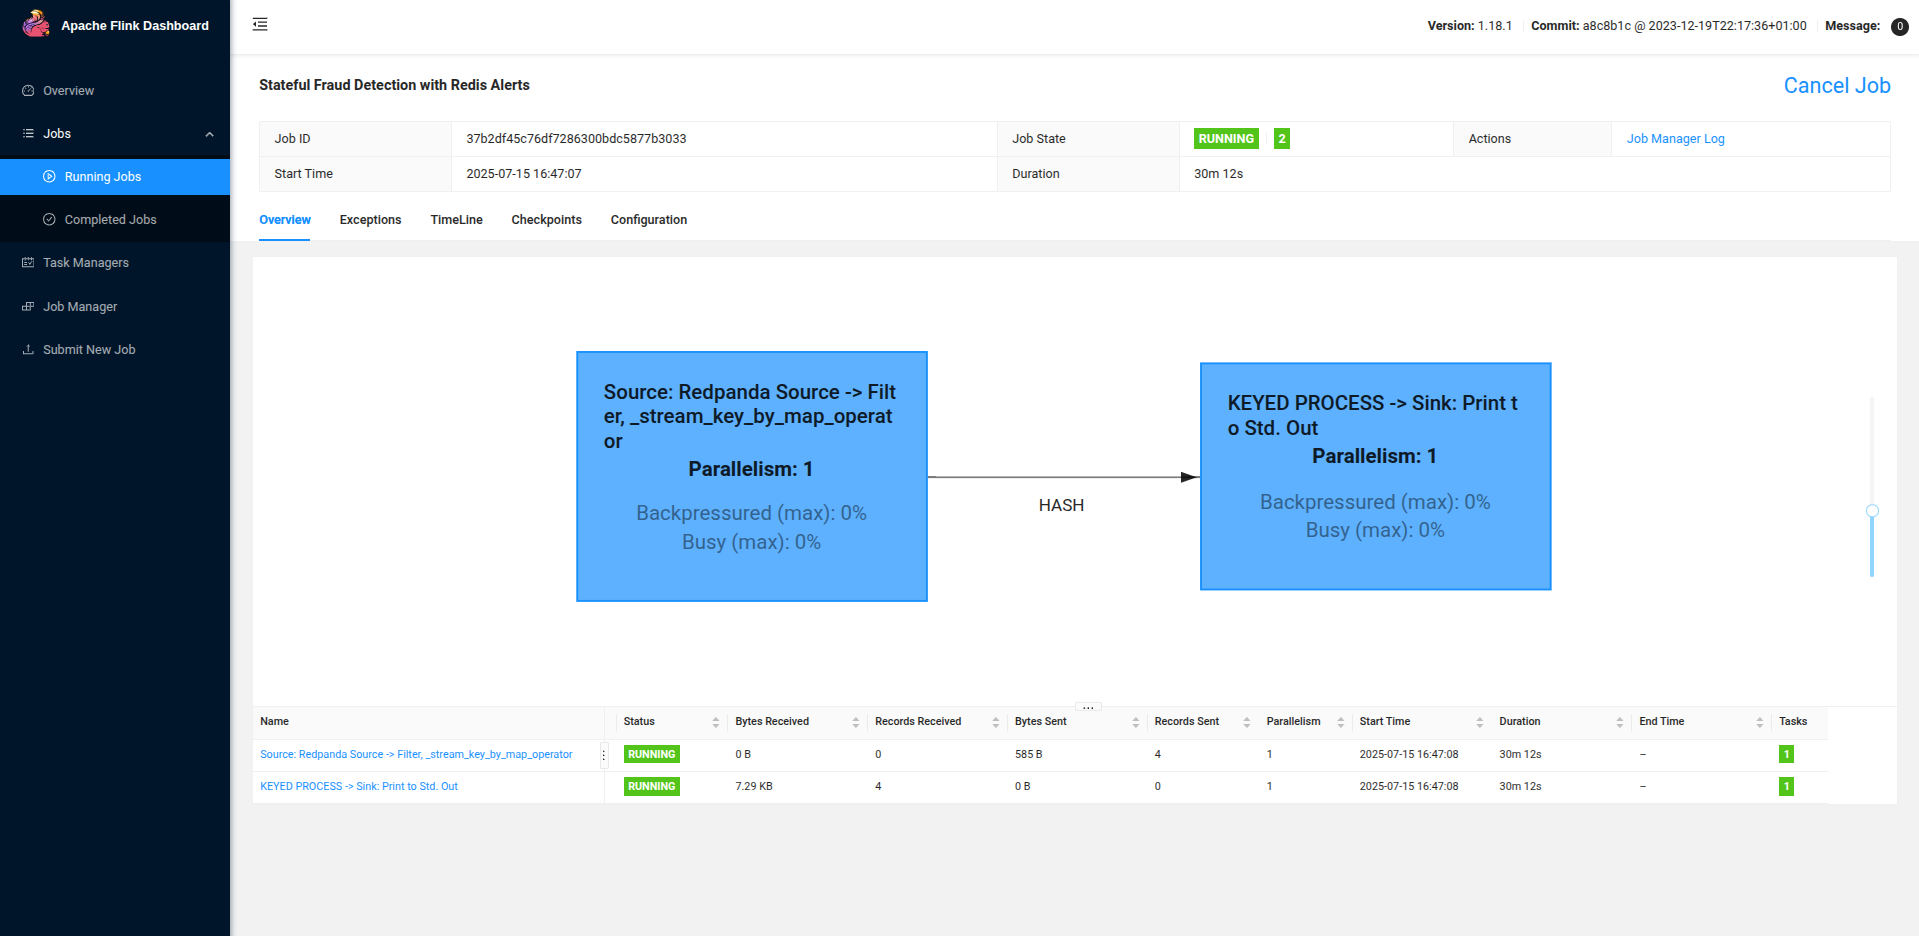 Apache Flink Dashboard
Version: 1.18.1 Commit: a8c8b1c @ 2023-12-19T22:17:36+01:00 Message: 0
Overview
Jobs
Running Jobs
Completed Jobs
Task Managers
Job Manager
Submit New Job
Stateful Fraud Detection with Redis Alerts
Cancel Job
Job ID 37b2df45c76df7286300bdc5877b3033 Job State RUNNING 2 Actions Job Manager Log
Start Time 2025-07-15 16:47:07 Duration 30m 12s
Overview Exceptions TimeLine Checkpoints Configuration
Source: Redpanda Source -> Filt
er, _stream_key_by_map_operat
or
Parallelism: 1
Backpressured (max): 0%
Busy (max): 0%
HASH
KEYED PROCESS -> Sink: Print t
o Std. Out
Parallelism: 1
Backpressured (max): 0%
Busy (max): 0%
Name Status Bytes Received Records Received Bytes Sent Records Sent Parallelism Start Time Duration End Time Tasks
Source: Redpanda Source -> Filter, _stream_key_by_map_operator RUNNING 0 B 0 585 B 4 1 2025-07-15 16:47:08 30m 12s – 1
KEYED PROCESS -> Sink: Print to Std. Out RUNNING 7.29 KB 4 0 B 0 1 2025-07-15 16:47:08 30m 12s – 1